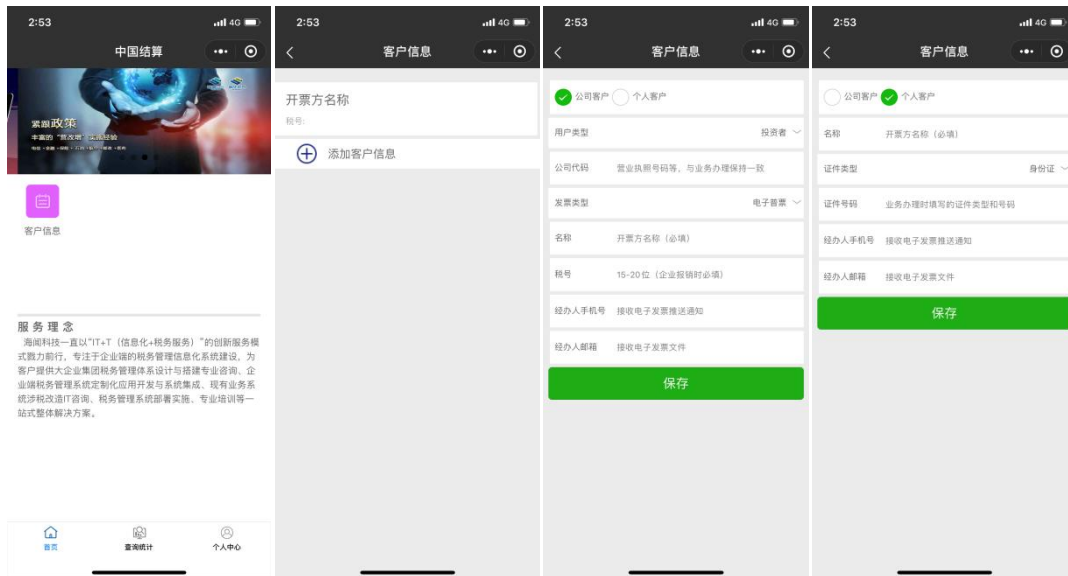 2:53
4G
中国结算
紧跟政策
丰富的 "营改增" 实施经验
客户信息
服务理念
海闻科技一直以"IT+T（信息化+税务服务）"的创新服务模
式戮力前行，专注于企业端的税务管理信息化系统建设，为
客户提供大企业集团税务管理体系设计与搭建专业咨询、企
业端税务管理系统定制化应用开发与系统集成、现有业务系
统涉税改造IT咨询、税务管理系统部署实施、专业培训等一
站式整体解决方案。
首页
查询统计
个人中心
2:53
4G
客户信息
开票方名称
税号:
添加客户信息
2:53
4G
客户信息
公司客户 个人客户
用户类型 投资者
公司代码 营业执照号码等，与业务办理保持一致
发票类型 电子普票
名称 开票方名称（必填）
税号 15-20位（企业报销时必填）
经办人手机号 接收电子发票推送通知
经办人邮箱 接收电子发票文件
保存
2:53
4G
客户信息
公司客户 个人客户
名称 开票方名称（必填）
证件类型 身份证
证件号码 业务办理时填写的证件类型和号码
经办人手机号 接收电子发票推送通知
经办人邮箱 接收电子发票文件
保存